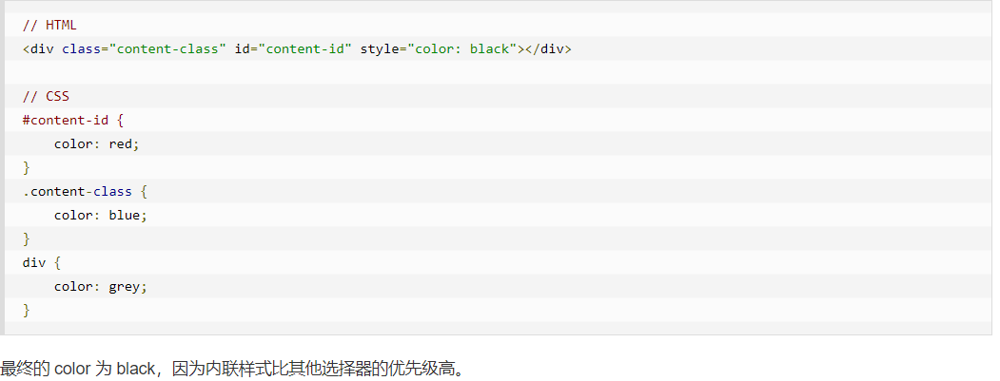 // HTML
<div class="content-class" id="content-id" style="color: black"></div>
// CSS
#content-id {
    color: red;
}
.content-class {
    color: blue;
}
div {
    color: grey;
}
最终的 color 为 black，因为内联样式比其他选择器的优先级高。